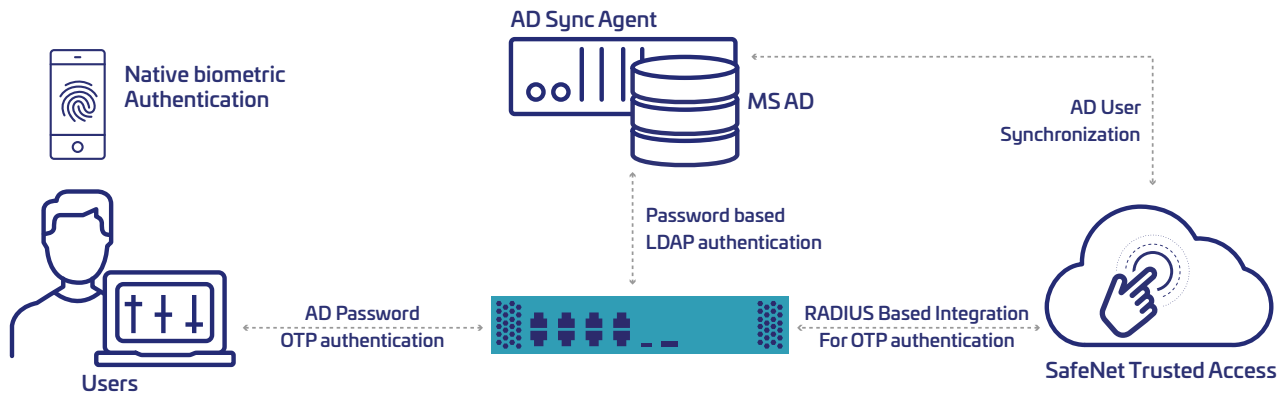 AD Sync Agent
Native biometric
Authentication
MS AD
AD User
Synchronization
Password based
LDAP authentication
AD Password
OTP authentication
RADIUS Based Integration
For OTP authentication
Users
SafeNet Trusted Access